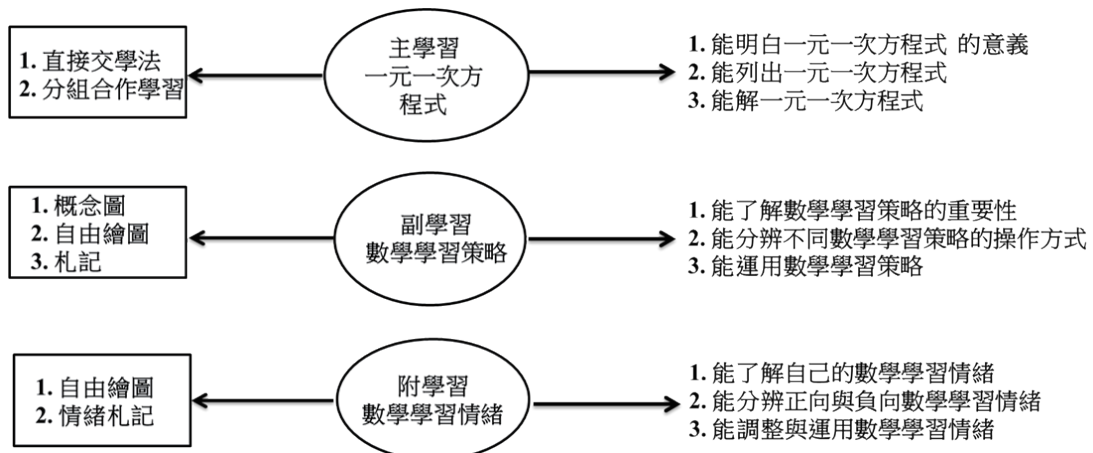 1. 直接交學法
2. 分組合作學習
主學習
一元一次方
程式
1. 能明白一元一次方程式 的意義
2. 能列出一元一次方程式
3. 能解一元一次方程式
1. 概念圖
2. 自由繪圖
3. 札記
副學習
數學學習策略
1. 能了解數學學習策略的重要性
2. 能分辨不同數學學習策略的操作方式
3. 能運用數學學習策略
1. 自由繪圖
2. 情緒札記
附學習
數學學習情緒
1. 能了解自己的數學學習情緒
2. 能分辨正向與負向數學學習情緒
3. 能調整與運用數學學習情緒